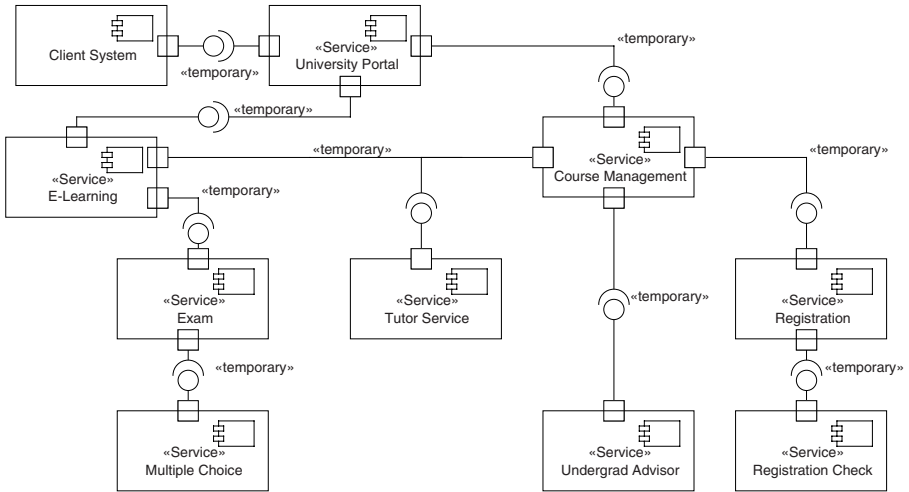 Client System
«temporary»
«Service»
University Portal
«temporary»
«temporary»
«Service»
E-Learning
«temporary»
«Service»
Course Management
«temporary»
«temporary»
«Service»
Exam
«Service»
Tutor Service
«temporary»
«Service»
Registration
«temporary»
«temporary»
«Service»
Multiple Choice
«Service»
Undergrad Advisor
«Service»
Registration Check